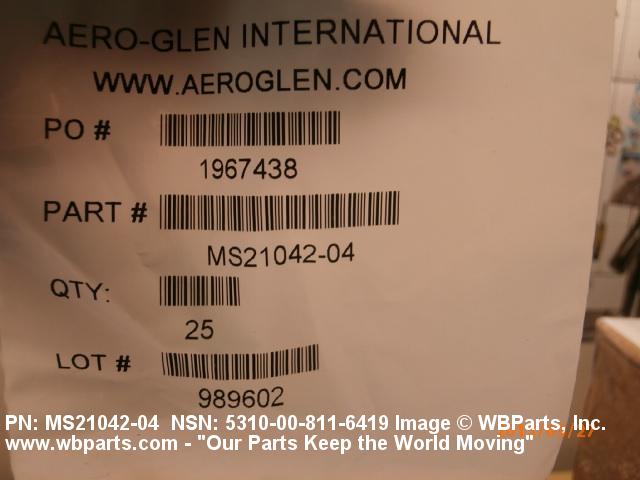 AERO-GLEN INTERNATIONAL
WWW.AEROGLEN.COM
PO #
1967438
PART #
MS21042-04
QTY:
25
LOT #
989602
PN: MS21042-04 NSN: 5310-00-811-6419 Image © WBParts, Inc.
www.wbparts.com - "Our Parts Keep the World Moving"